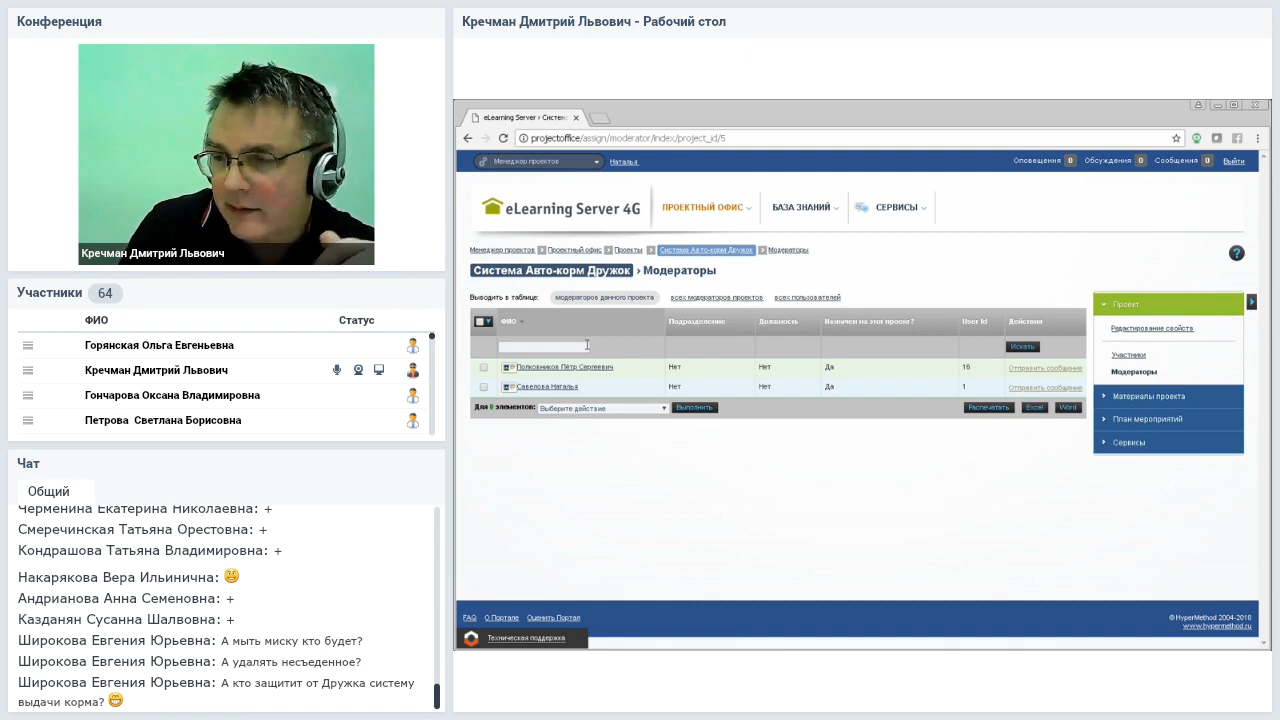 Конференция
Кречман Дмитрий Львович
Участники 64
ФИО Статус
Горянская Ольга Евгеньевна
Кречман Дмитрий Львович
Гончарова Оксана Владимировна
Петрова Светлана Борисовна
Чат
Общий
Черменина Екатерина Николаевна: +
Смеречинская Татьяна Орестовна: +
Кондрашова Татьяна Владимировна: +
Накарякова Вера Ильинична:
Андрианова Анна Семеновна: +
Казданян Сусанна Шалвовна: +
Широкова Евгения Юрьевна: А мыть миску кто будет?
Широкова Евгения Юрьевна: А удалять несъеденное?
Широкова Евгения Юрьевна: А кто защитит от Дружка систему
выдачи корма?
Кречман Дмитрий Львович - Рабочий стол
eLearning Server › Систем
projectoffice/assign/moderator/index/project_id/5
Менеджер проектов Наталья Оповещения 0 Обсуждения 0 Сообщения 0 Выйти
eLearning Server 4G ПРОЕКТНЫЙ ОФИС БАЗА ЗНАНИЙ СЕРВИСЫ
Менеджер проектов Проектный офис Проекты Система Авто-корм Дружок Модераторы
Система Авто-корм Дружок › Модераторы
Выводить в таблице: модераторов данного проекта всех модераторов проектов всех пользователей
ФИО Подразделение Должность Назначен на этот проект? User Id Действия
Искать
Полковников Пётр Сергеевич Нет Нет Да 16 Отправить сообщение
Савелова Наталья Нет Нет Да 1 Отправить сообщение
Для 0 элементов: Выберите действие Выполнить Распечатать Excel Word
Проект
Редактирование свойств
Участники
Модераторы
Материалы проекта
План мероприятий
Сервисы
FAQ О Портале Оценить Портал
Техническая поддержка
© HyperMethod 2004-2018
www.hypermethod.ru